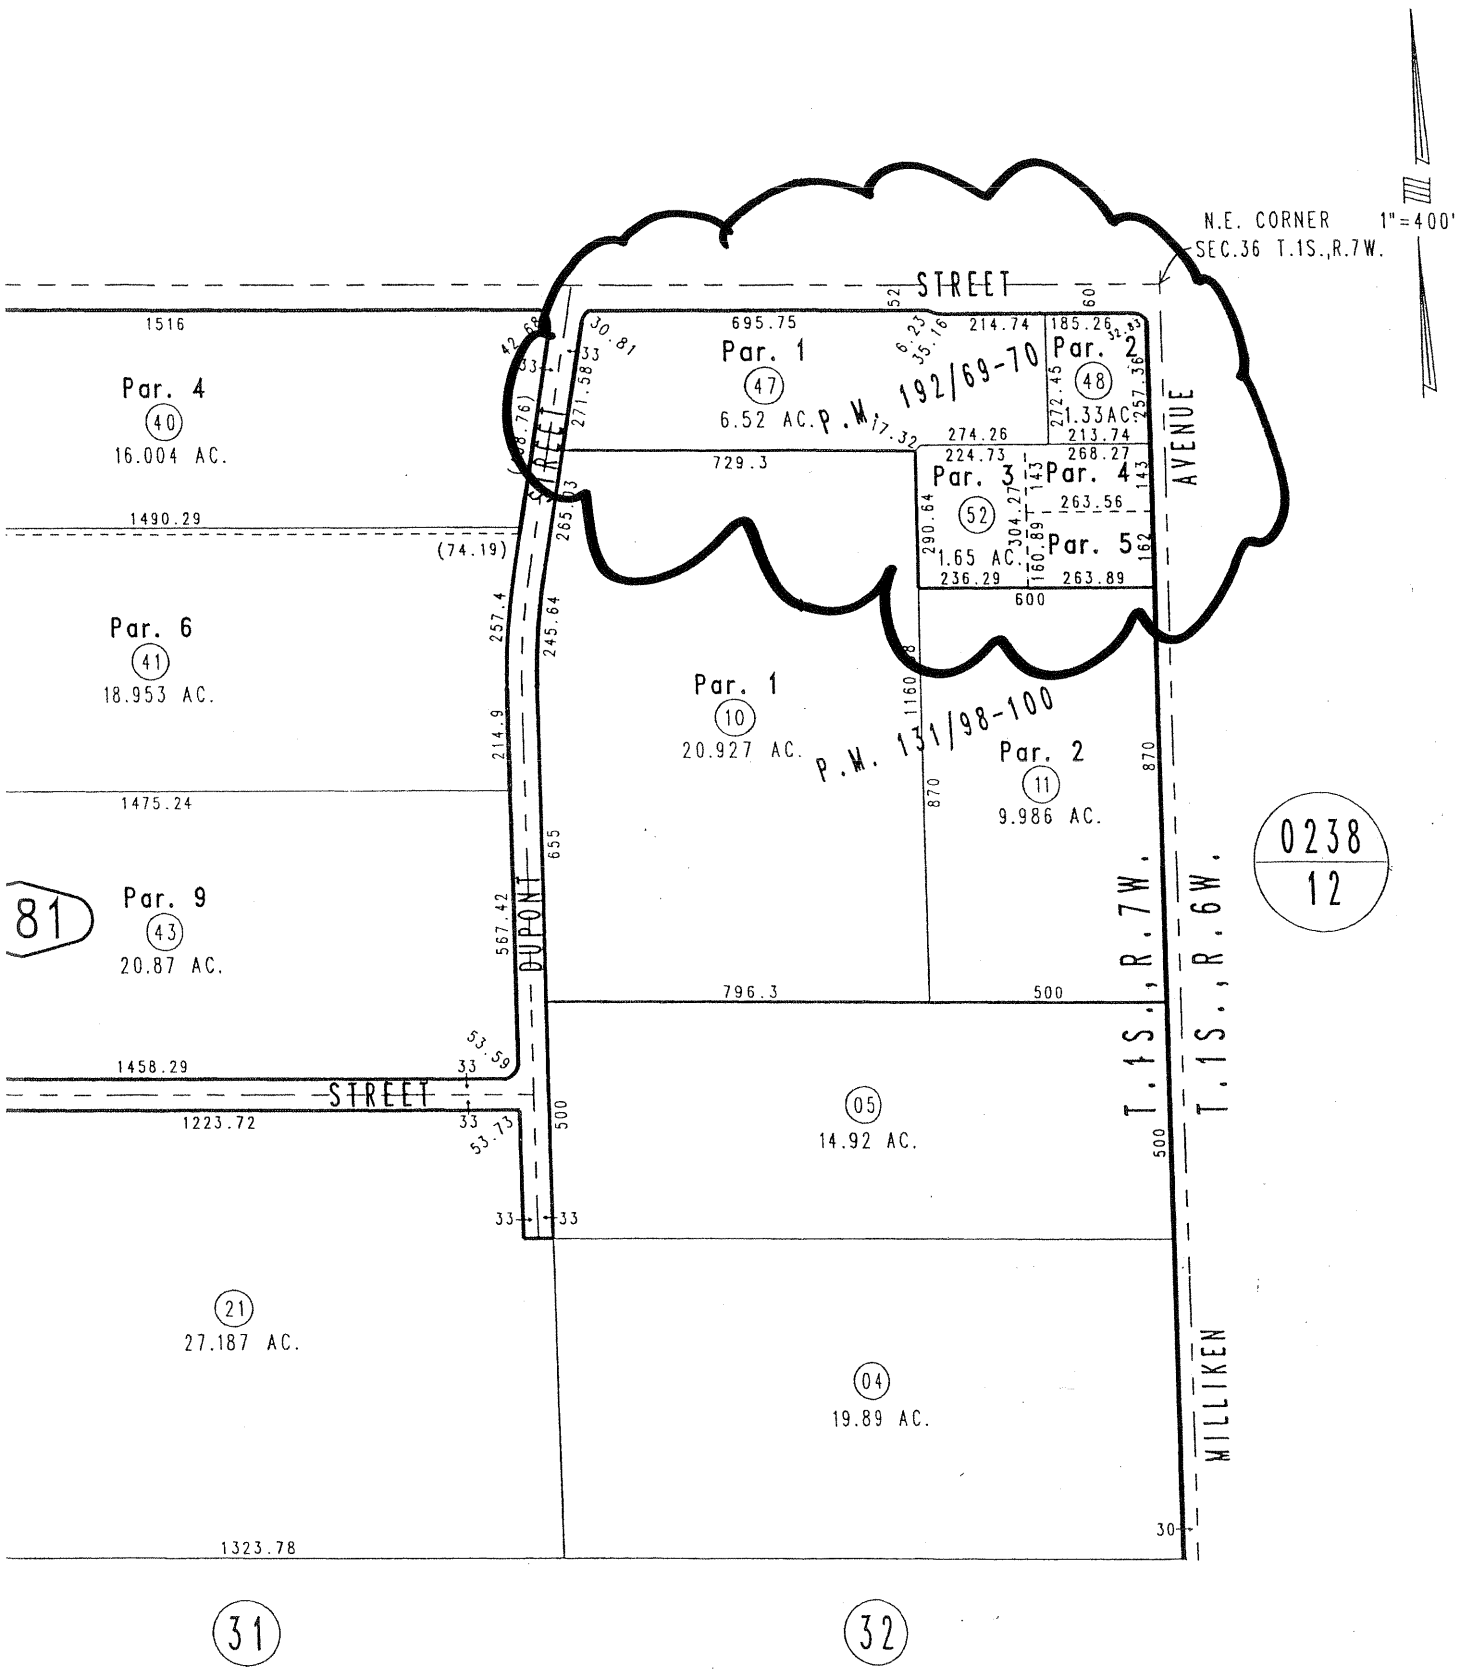 N.E. CORNER
SEC.36 T.1S.,R.7W.
1"=400'
STREET
52
60
1516
42.68
30.81
695.75
6.23
35.16
214.74
185.26
32.83
33
33
Par. 4
40
16.004 AC.
271.58
STREET
Par. 1
47
6.52 AC.
P.M. 192/69-70
17.32
272.45
Par. 2
48
1.33AC.
257.36
AVENUE
274.26
213.74
729.3
224.73
268.27
Par. 3
52
1.65 AC.
290.64
304.27
143
Par. 4
143
263.56
160.89
Par. 5
162
236.29
263.89
600
1490.29
(74.19)
257.4
245.64
Par. 6
41
18.953 AC.
214.9
Par. 1
10
20.927 AC.
P.M. 131/98-100
870
Par. 2
11
9.986 AC.
870
1475.24
655
81
Par. 9
43
20.87 AC.
567.42
DUPONT
0238
12
T.1S.,R.7W.
T.1S.,R.6W.
796.3
500
1458.29
53.59
33
STREET
1223.72
33
53.73
500
05
14.92 AC.
500
33
33
21
27.187 AC.
04
19.89 AC.
MILLIKEN
30
1323.78
31
32